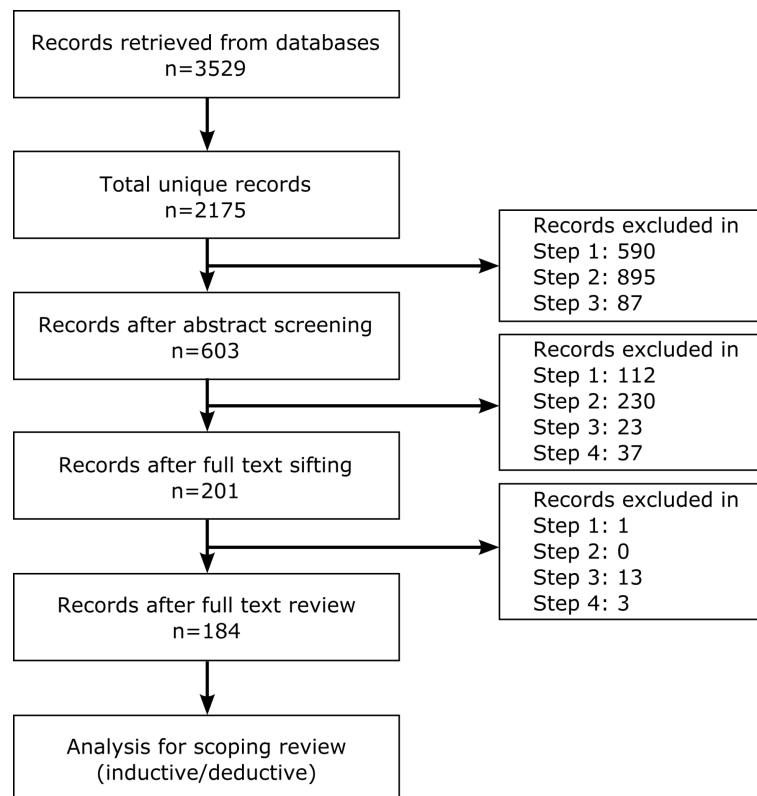 Records retrieved from databases
n=3529
Total unique records
n=2175
Records excluded in
Step 1: 590
Step 2: 895
Step 3: 87
Records after abstract screening
n=603
Records excluded in
Step 1: 112
Step 2: 230
Step 3: 23
Step 4: 37
Records after full text sifting
n=201
Records excluded in
Step 1: 1
Step 2: 0
Step 3: 13
Step 4: 3
Records after full text review
n=184
Analysis for scoping review
(inductive/deductive)